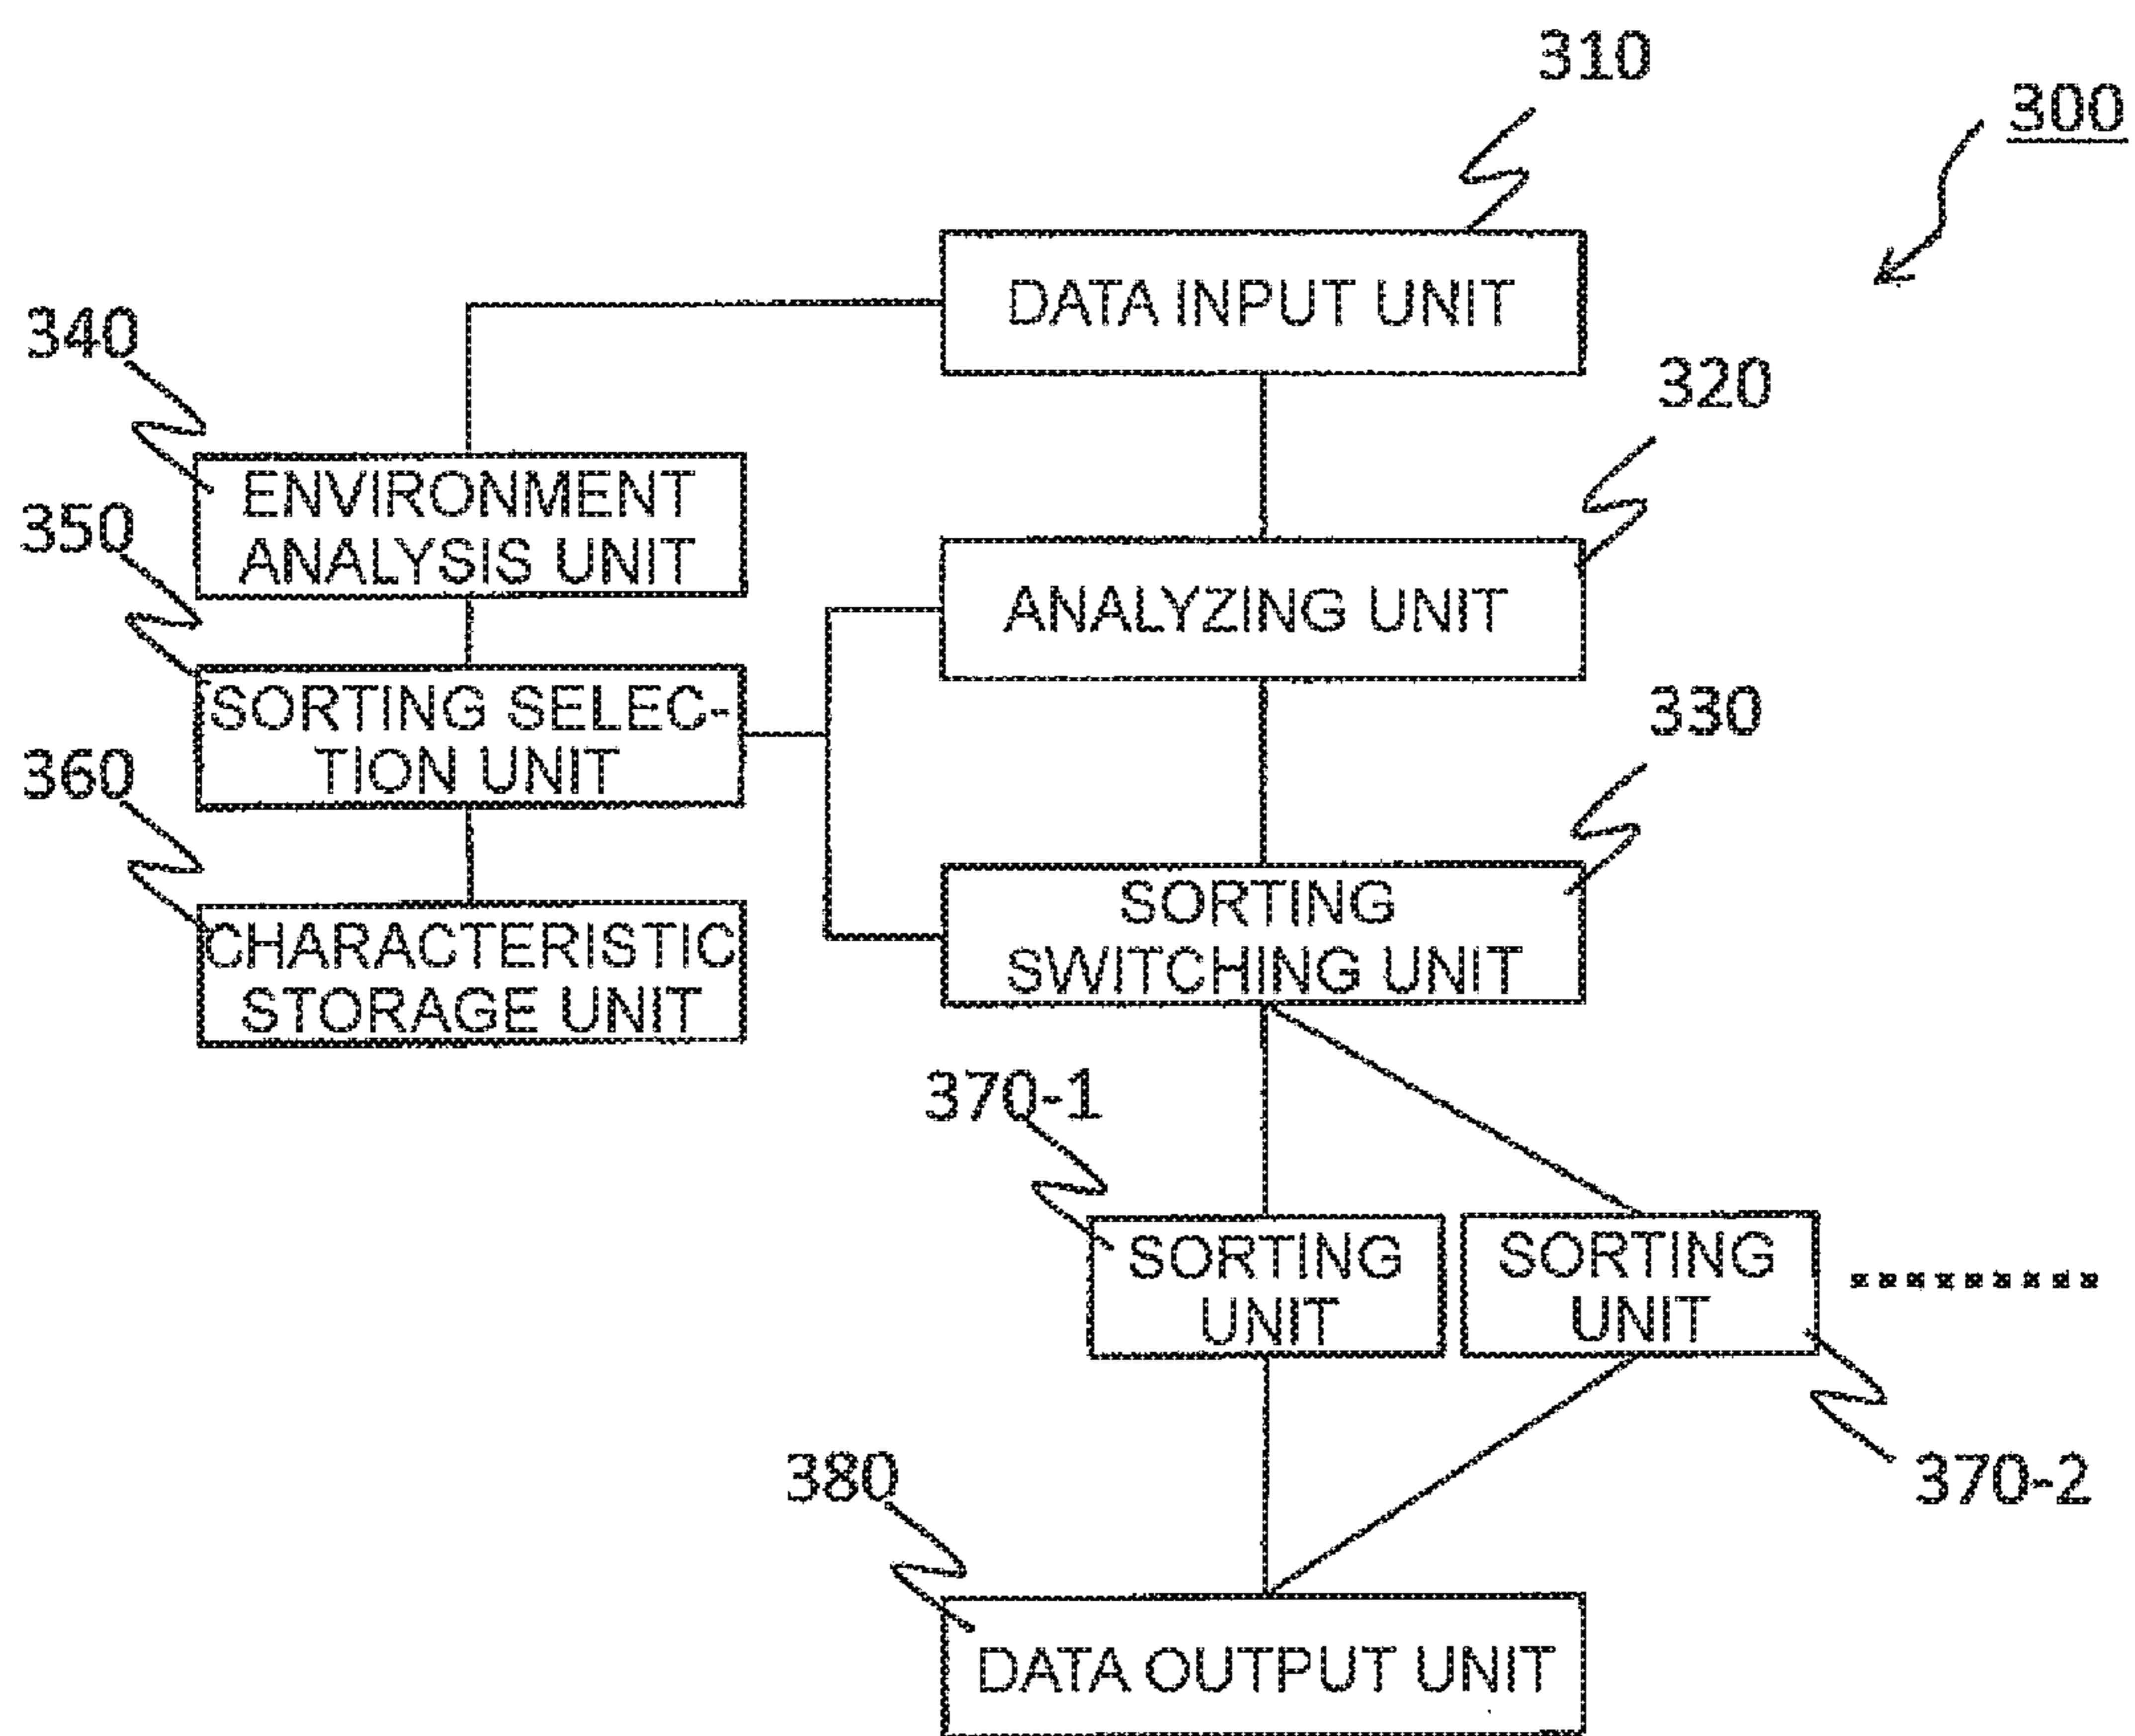 310
300
DATA INPUT UNIT
340
320
ENVIRONMENT
ANALYSIS UNIT
350
ANALYZING UNIT
SORTING SELEC-
TION UNIT
330
360
SORTING
SWITCHING UNIT
CHARACTERISTIC
STORAGE UNIT
370-1
SORTING
UNIT
SORTING
UNIT
370-2
380
DATA OUTPUT UNIT